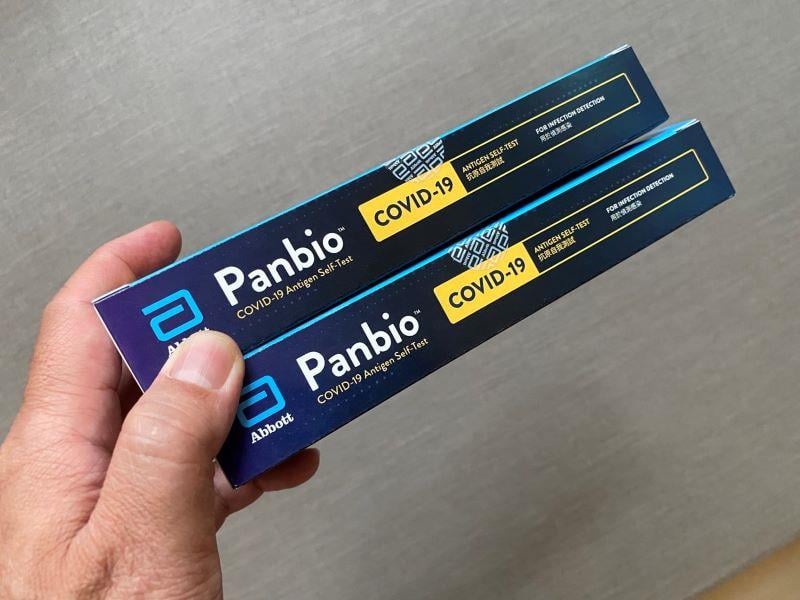 Panbio™
COVID-19 Antigen Self-Test
COVID-19
ANTIGEN SELF-TEST
抗原自我測試
FOR INFECTION DETECTION
用於偵測感染
Abbott
Panbio™
COVID-19 Antigen Self-Test
COVID-19
ANTIGEN SELF-TEST
抗原自我測試
FOR INFECTION DETECTION
用於偵測感染
Abbott